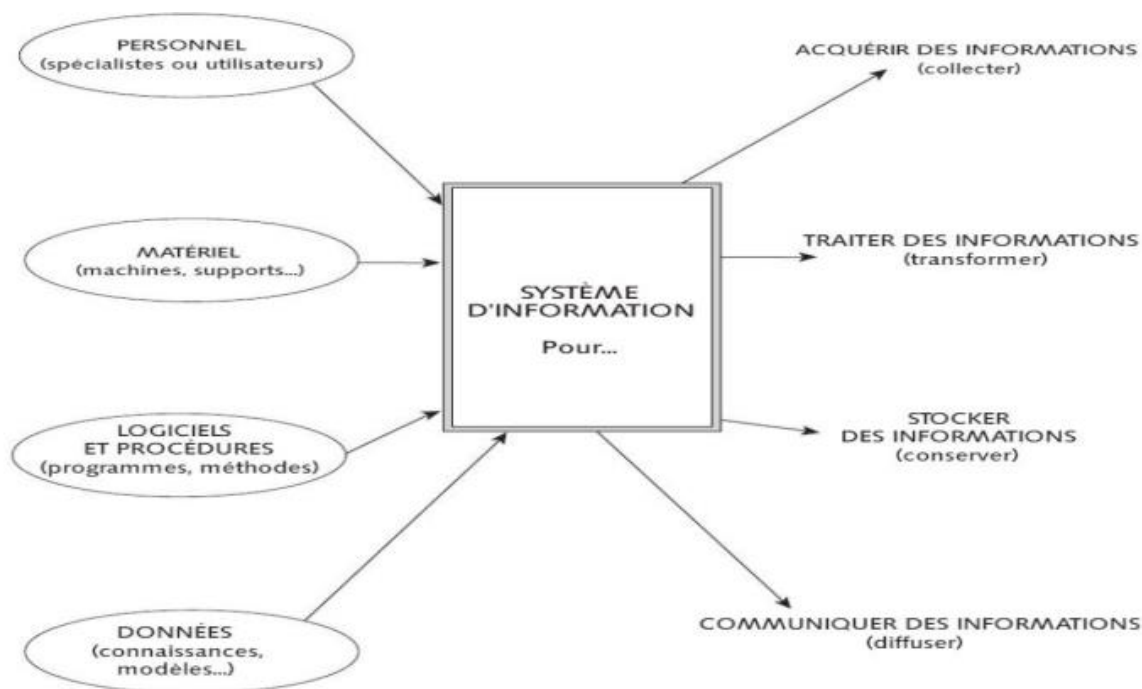 PERSONNEL
(spécialistes ou utilisateurs)
MATÉRIEL
(machines, supports...)
LOGICIELS
ET PROCÉDURES
(programmes, méthodes)
DONNÉES
(connaissances,
modèles...)
SYSTÈME
D'INFORMATION
Pour...
ACQUÉRIR DES INFORMATIONS
(collecter)
TRAITER DES INFORMATIONS
(transformer)
STOCKER
DES INFORMATIONS
(conserver)
COMMUNIQUER DES INFORMATIONS
(diffuser)